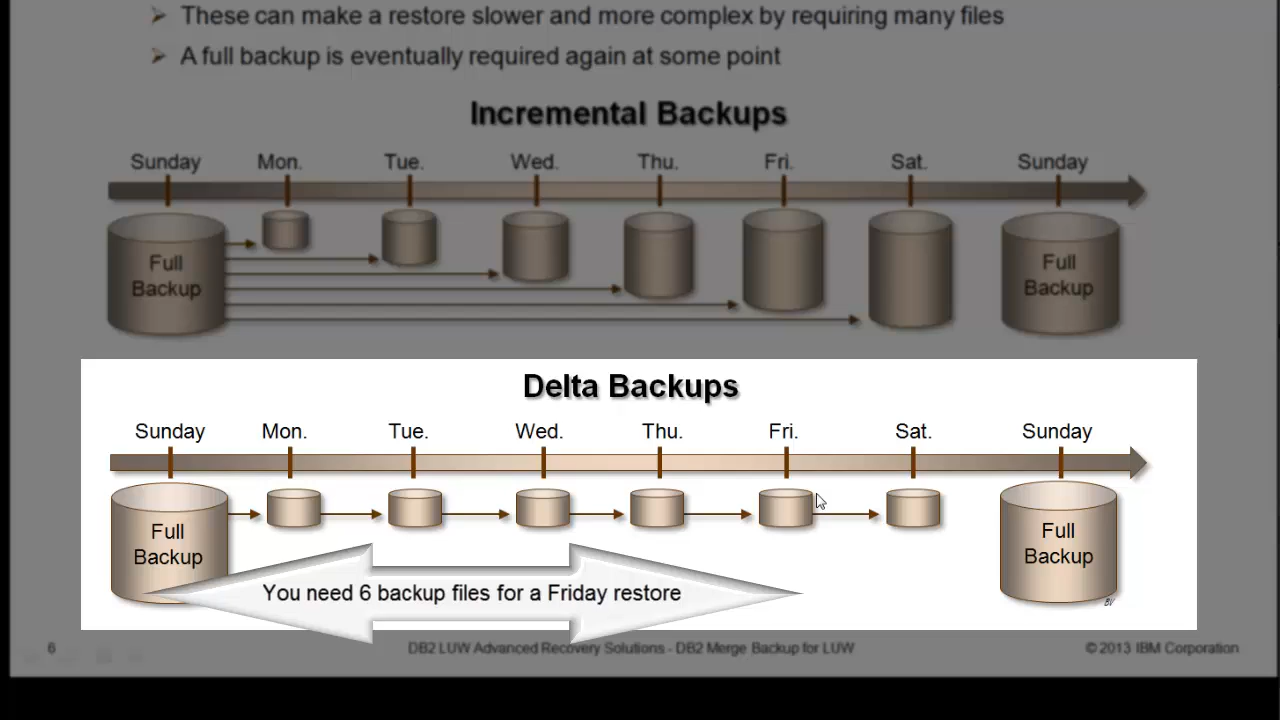 These can make a restore slower and more complex by requiring many files
A full backup is eventually required again at some point
Incremental Backups
Sunday Mon. Tue. Wed. Thu. Fri. Sat. Sunday
Full
Backup
Full
Backup
Delta Backups
Sunday Mon. Tue. Wed. Thu. Fri. Sat. Sunday
Full
Backup
Full
Backup
You need 6 backup files for a Friday restore
BV
6 DB2 LUW Advanced Recovery Solutions - DB2 Merge Backup for LUW © 2013 IBM Corporation